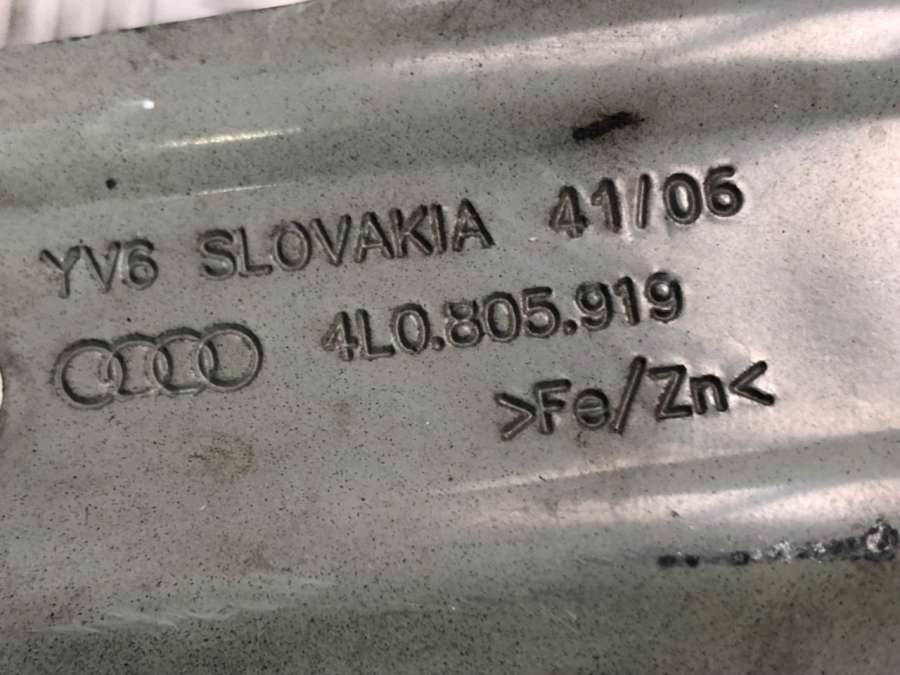 YV6 SLOVAKIA 41/06
4L0.805.919
>Fe/Zn<